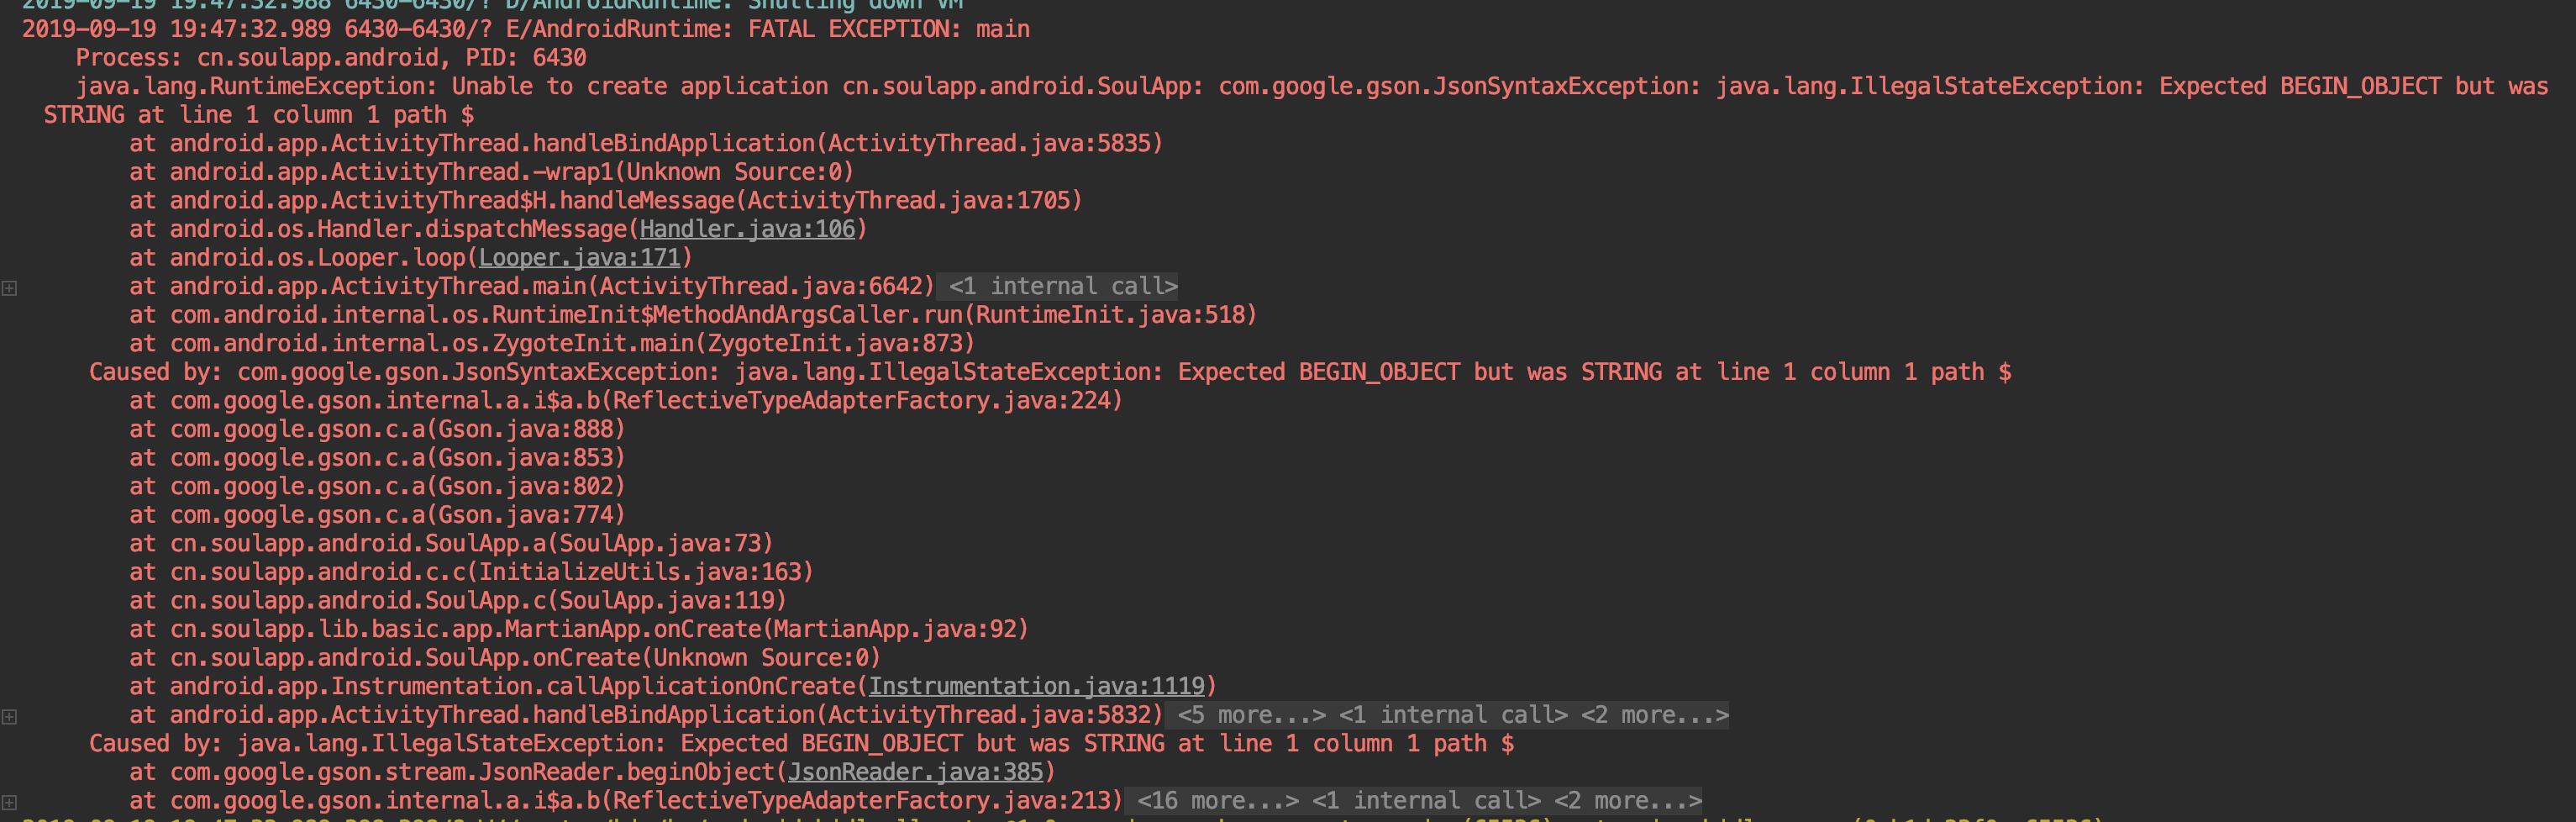 2019-09-19 19:47:32.988 6430-6430/? D/AndroidRuntime: Shutting down VM
2019-09-19 19:47:32.989 6430-6430/? E/AndroidRuntime: FATAL EXCEPTION: main
Process: cn.soulapp.android, PID: 6430
java.lang.RuntimeException: Unable to create application cn.soulapp.android.SoulApp: com.google.gson.JsonSyntaxException: java.lang.IllegalStateException: Expected BEGIN_OBJECT but was
STRING at line 1 column 1 path $
at android.app.ActivityThread.handleBindApplication(ActivityThread.java:5835)
at android.app.ActivityThread.-wrap1(Unknown Source:0)
at android.app.ActivityThread$H.handleMessage(ActivityThread.java:1705)
at android.os.Handler.dispatchMessage(Handler.java:106)
at android.os.Looper.loop(Looper.java:171)
at android.app.ActivityThread.main(ActivityThread.java:6642) <1 internal call>
at com.android.internal.os.RuntimeInit$MethodAndArgsCaller.run(RuntimeInit.java:518)
at com.android.internal.os.ZygoteInit.main(ZygoteInit.java:873)
Caused by: com.google.gson.JsonSyntaxException: java.lang.IllegalStateException: Expected BEGIN_OBJECT but was STRING at line 1 column 1 path $
at com.google.gson.internal.a.i$a.b(ReflectiveTypeAdapterFactory.java:224)
at com.google.gson.c.a(Gson.java:888)
at com.google.gson.c.a(Gson.java:853)
at com.google.gson.c.a(Gson.java:802)
at com.google.gson.c.a(Gson.java:774)
at cn.soulapp.android.SoulApp.a(SoulApp.java:73)
at cn.soulapp.android.c.c(InitializeUtils.java:163)
at cn.soulapp.android.SoulApp.c(SoulApp.java:119)
at cn.soulapp.lib.basic.app.MartianApp.onCreate(MartianApp.java:92)
at cn.soulapp.android.SoulApp.onCreate(Unknown Source:0)
at android.app.Instrumentation.callApplicationOnCreate(Instrumentation.java:1119)
at android.app.ActivityThread.handleBindApplication(ActivityThread.java:5832) <5 more...> <1 internal call> <2 more...>
Caused by: java.lang.IllegalStateException: Expected BEGIN_OBJECT but was STRING at line 1 column 1 path $
at com.google.gson.stream.JsonReader.beginObject(JsonReader.java:385)
at com.google.gson.internal.a.i$a.b(ReflectiveTypeAdapterFactory.java:213) <16 more...> <1 internal call> <2 more...>